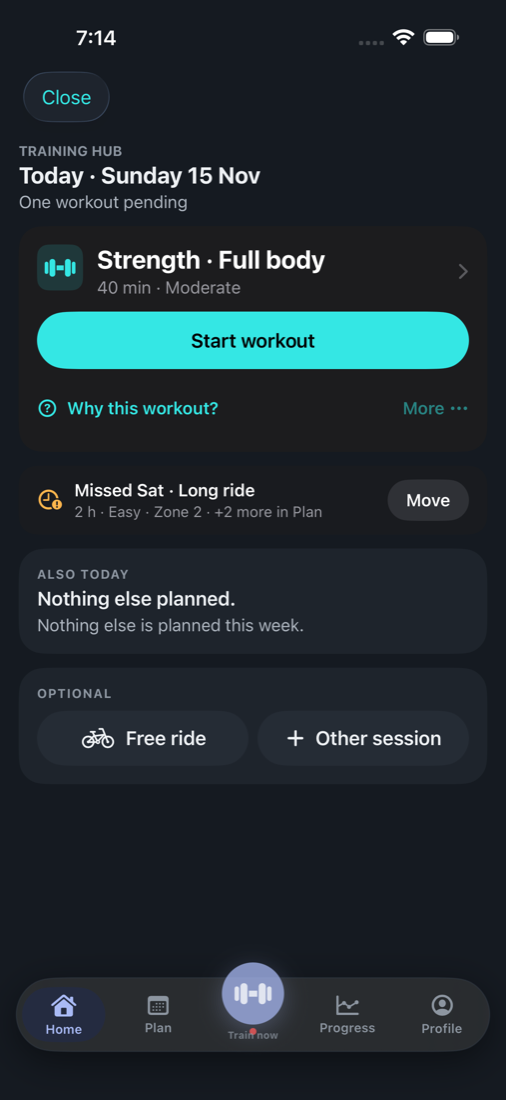 7:14
Close
TRAINING HUB
Today · Sunday 15 Nov
One workout pending
Strength · Full body
40 min · Moderate
Start workout
Why this workout?
More ···
Missed Sat · Long ride
2 h · Easy · Zone 2 · +2 more in Plan
Move
ALSO TODAY
Nothing else planned.
Nothing else is planned this week.
OPTIONAL
Free ride
+ Other session
Home
Plan
Train now
Progress
Profile